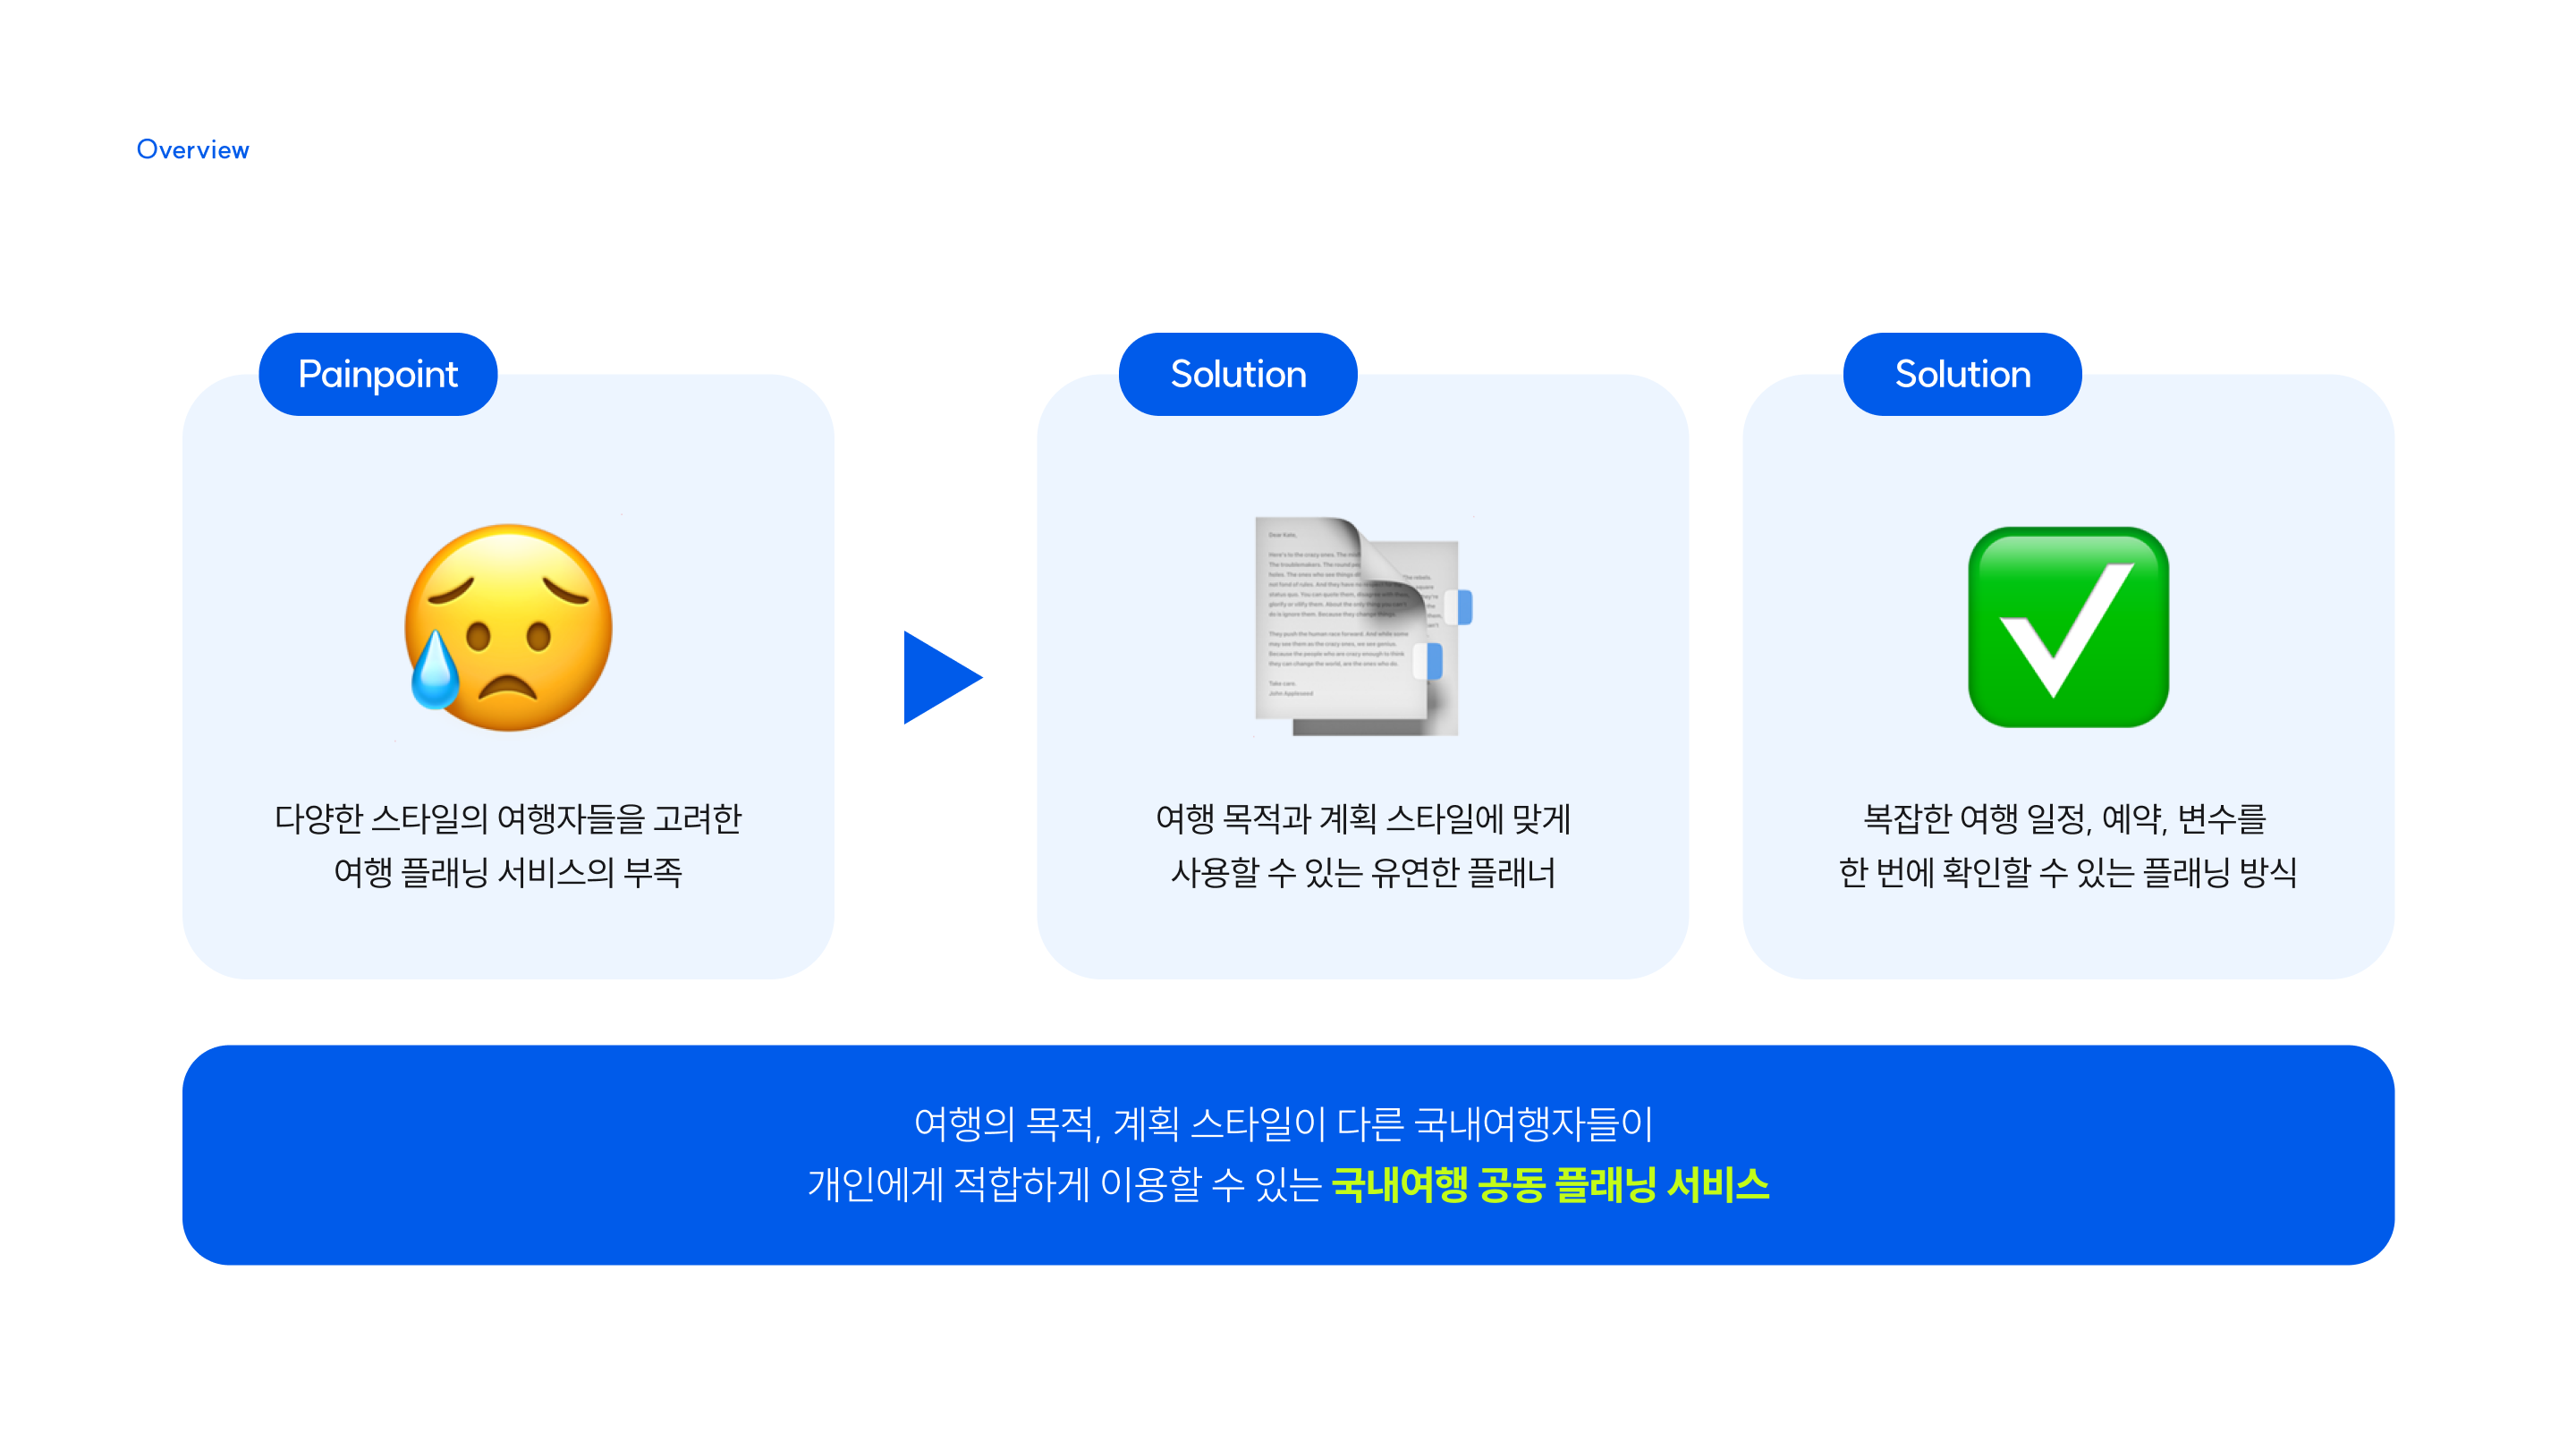 Overview
Painpoint
다양한 스타일의 여행자들을 고려한
여행 플래닝 서비스의 부족
Solution
Dear Kate,
Take care.
John Appleseed
여행 목적과 계획 스타일에 맞게
사용할 수 있는 유연한 플래너
Solution
복잡한 여행 일정, 예약, 변수를
한 번에 확인할 수 있는 플래닝 방식
여행의 목적, 계획 스타일이 다른 국내여행자들이
개인에게 적합하게 이용할 수 있는 국내여행 공동 플래닝 서비스